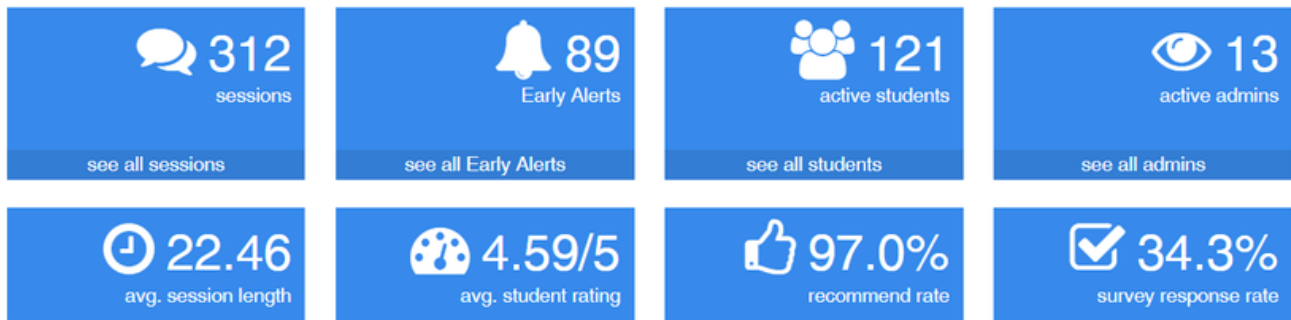 312
sessions
see all sessions
89
Early Alerts
see all Early Alerts
121
active students
see all students
13
active admins
see all admins
22.46
avg. session length
4.59/5
avg. student rating
97.0%
recommend rate
34.3%
survey response rate